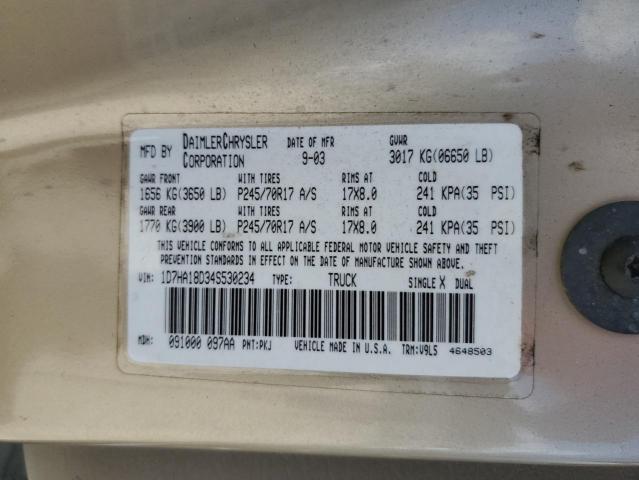 MFD BY DAIMLERCHRYSLER CORPORATION DATE OF MFR 9-03 GVWR 3017 KG(06650 LB)
GAWR FRONT WITH TIRES RIMS AT COLD
1656 KG(3650 LB) P245/70R17 A/S 17X8.0 241 KPA(35 PSI)
GAWR REAR WITH TIRES RIMS AT COLD
1770 KG(3900 LB) P245/70R17 A/S 17X8.0 241 KPA(35 PSI)
THIS VEHICLE CONFORMS TO ALL APPLICABLE FEDERAL MOTOR VEHICLE SAFETY AND THEFT
PREVENTION STANDARDS IN EFFECT ON THE DATE OF MANUFACTURE SHOWN ABOVE.
VIN: 1D7HA18D34S530234 TYPE: TRUCK SINGLE X DUAL
MDH: 091000 097AA PNT:PKJ VEHICLE MADE IN U.S.A. TRM:V9L5 4648503